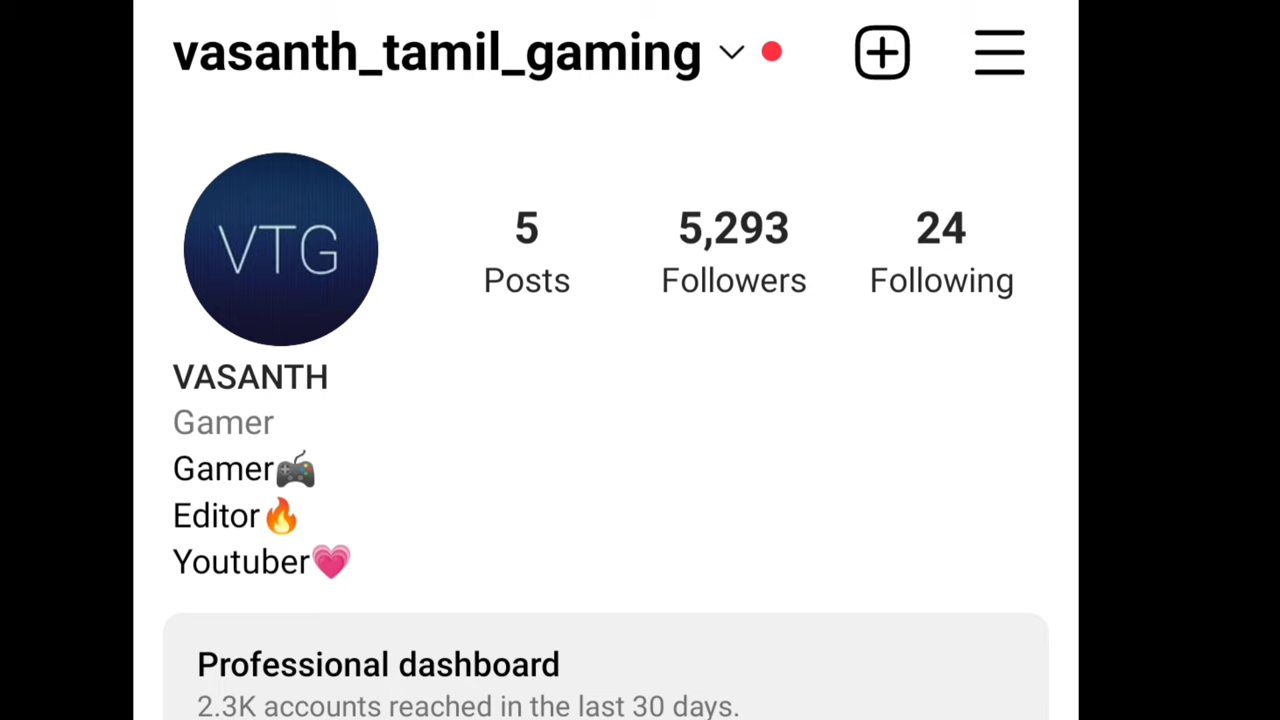 vasanth_tamil_gaming
VTG
5 5,293 24
Posts Followers Following
VASANTH
Gamer
Gamer🎮
Editor🔥
Youtuber💗
Professional dashboard
2.3K accounts reached in the last 30 days.